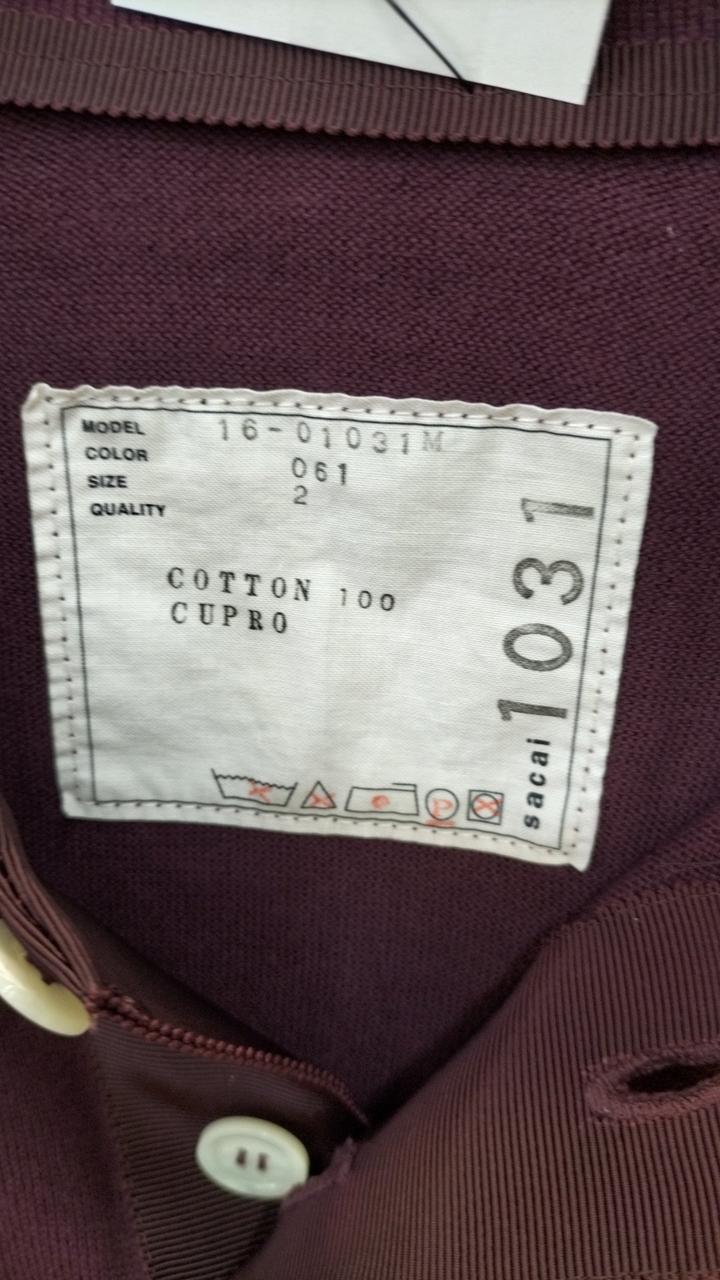 MODEL 16-01031M
COLOR 061
SIZE 2
QUALITY
COTTON 100
CUPRO
P
sacai 1031